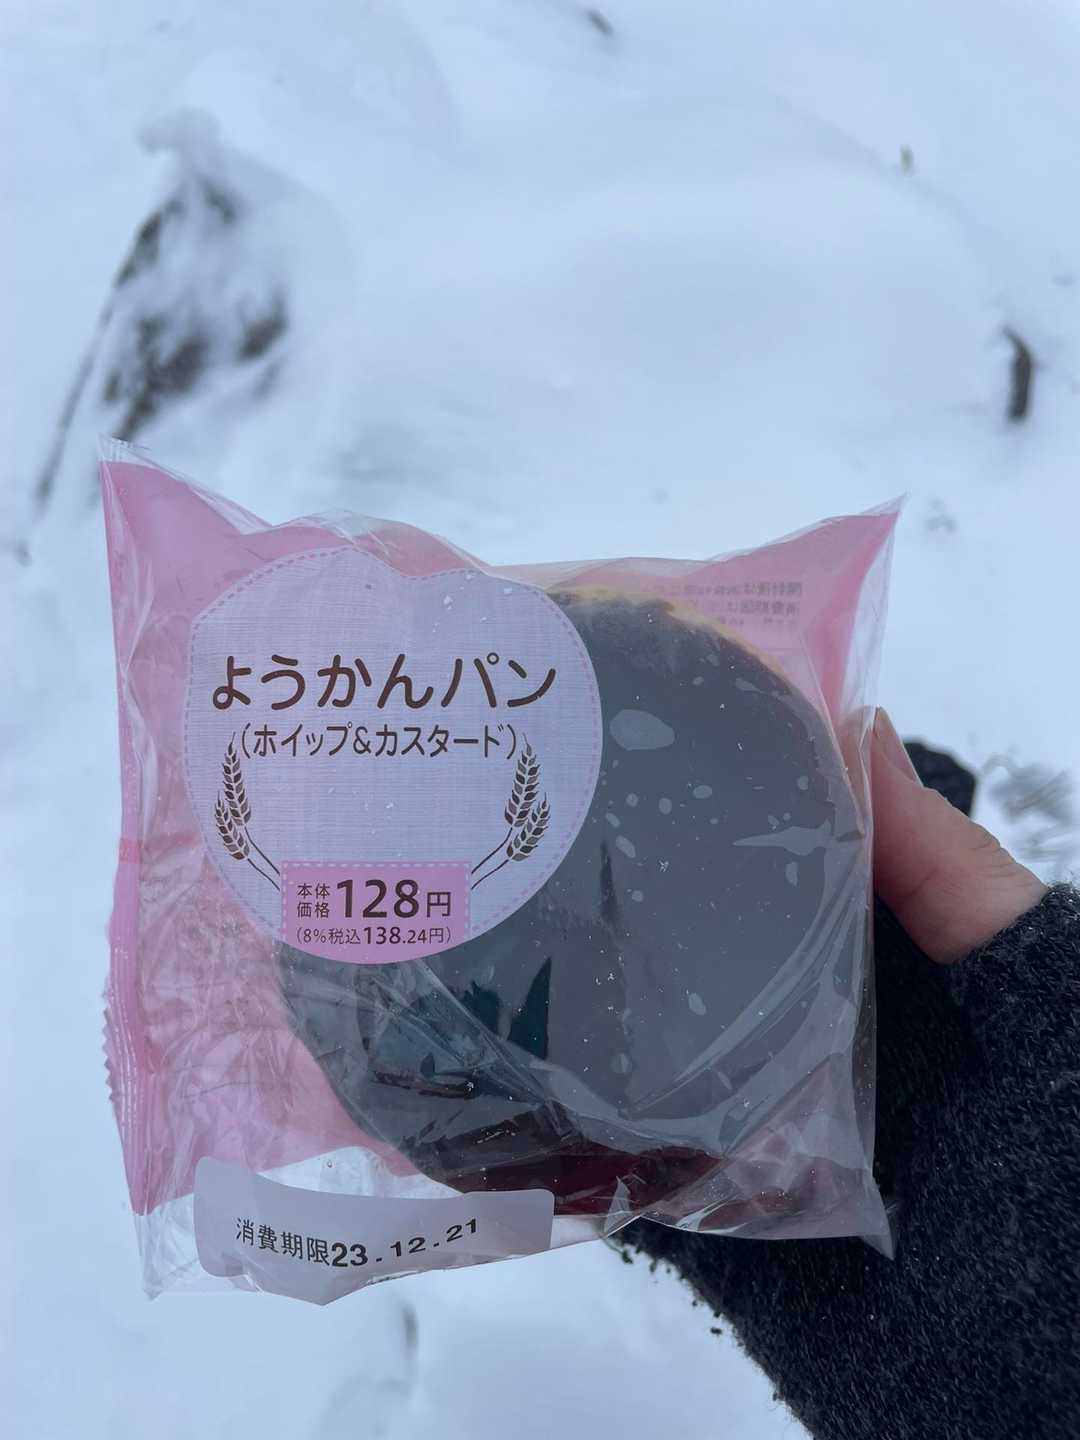 ようかんパン
（ホイップ&カスタード）
本体
価格 128円
（8%税込138.24円）
消費期限23.12.21